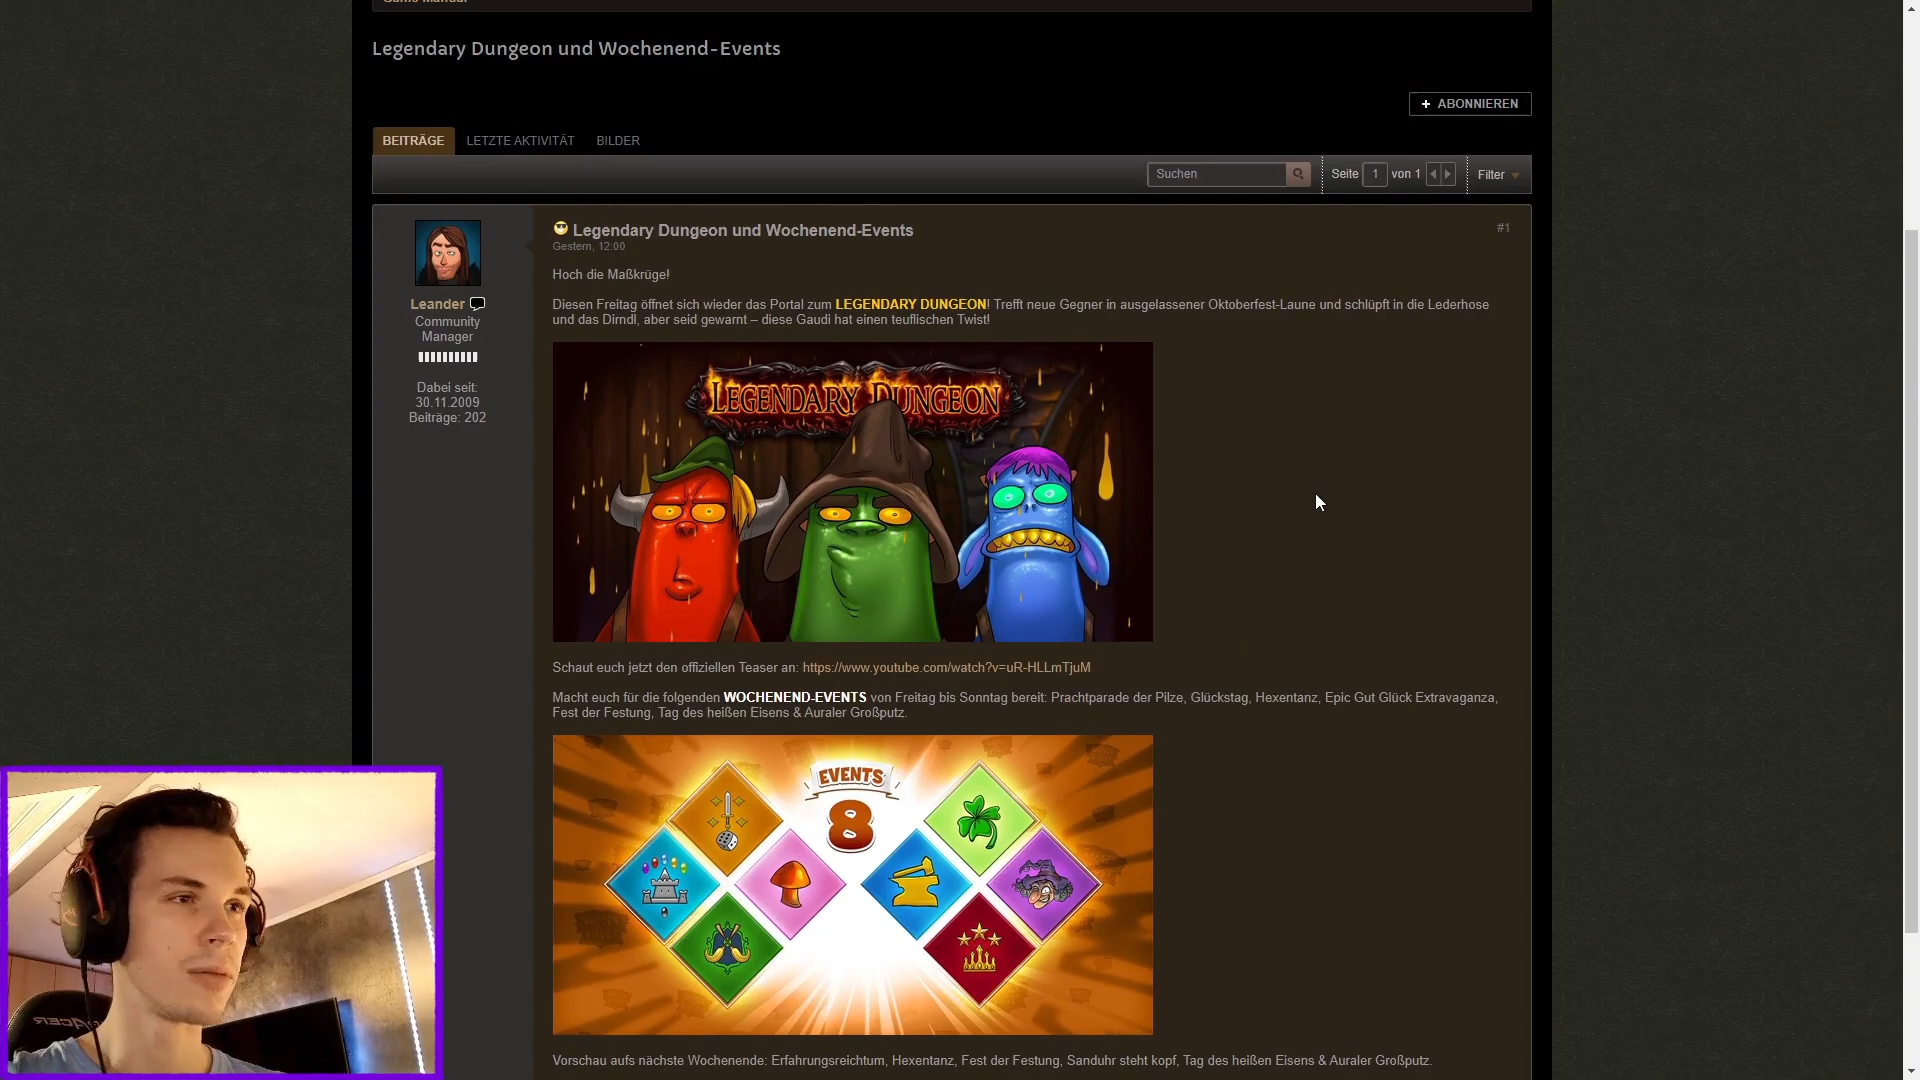 Game Manual
Legendary Dungeon und Wochenend-Events
+ ABONNIEREN
BEITRÄGE LETZTE AKTIVITÄT BILDER
Suchen Seite 1 von 1 Filter
Legendary Dungeon und Wochenend-Events #1
Gestern, 12:00
Hoch die Maßkrüge!
Leander
Community
Manager
Dabei seit:
30.11.2009
Beiträge: 202
Diesen Freitag öffnet sich wieder das Portal zum LEGENDARY DUNGEON! Trefft neue Gegner in ausgelassener Oktoberfest-Laune und schlüpft in die Lederhose
und das Dirndl, aber seid gewarnt – diese Gaudi hat einen teuflischen Twist!
LEGENDARY DUNGEON
Schaut euch jetzt den offiziellen Teaser an: https://www.youtube.com/watch?v=uR-HLLmTjuM
Macht euch für die folgenden WOCHENEND-EVENTS von Freitag bis Sonntag bereit: Prachtparade der Pilze, Glückstag, Hexentanz, Epic Gut Glück Extravaganza,
Fest der Festung, Tag des heißen Eisens & Auraler Großputz.
EVENTS
8
Vorschau aufs nächste Wochenende: Erfahrungsreichtum, Hexentanz, Fest der Festung, Sanduhr steht kopf, Tag des heißen Eisens & Auraler Großputz.